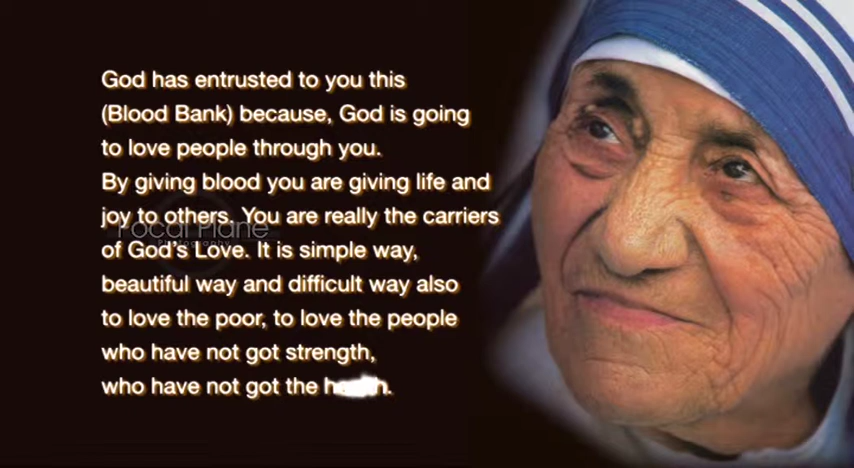 God has entrusted to you this
(Blood Bank) because, God is going
to love people through you.
By giving blood you are giving life and
joy to others. You are really the carriers
of God's Love. It is simple way,
beautiful way and difficult way also
to love the poor, to love the people
who have not got strength,
who have not got the
Focal Plane
Photography